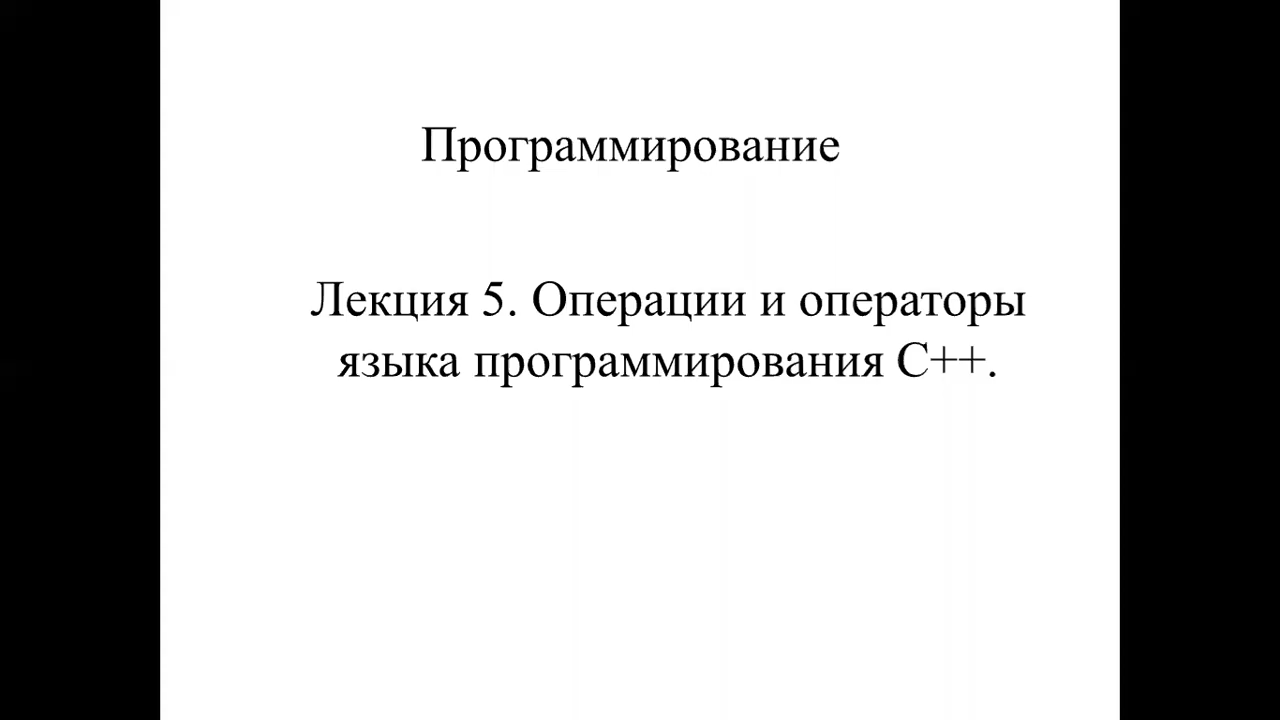 Программирование
Лекция 5. Операции и операторы
языка программирования С++.